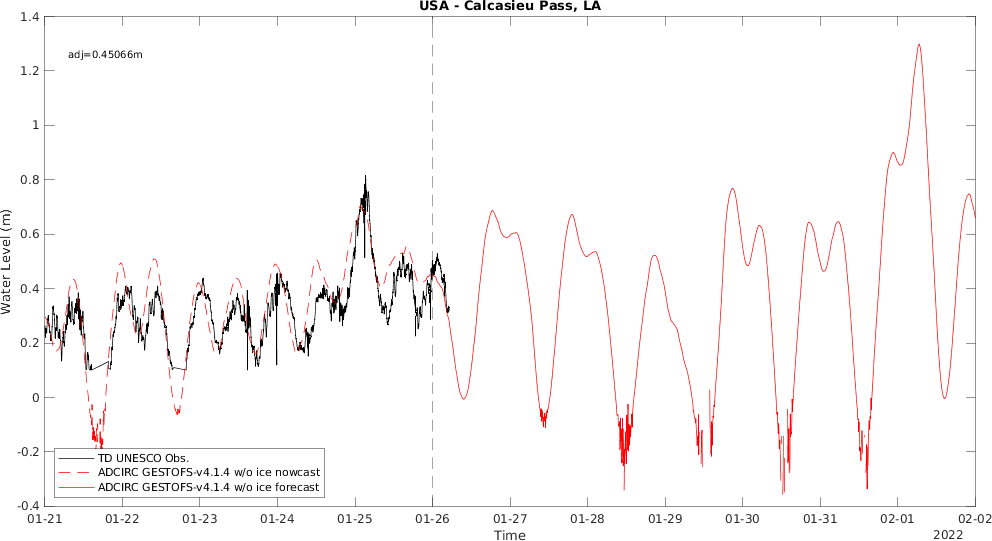 USA - Calcasieu Pass, LA
adj=0.45066m
Water Level (m)
1.4
1.2
1
0.8
0.6
0.4
0.2
0
-0.2
-0.4
TD UNESCO Obs.
ADCIRC GESTOFS-v4.1.4 w/o ice nowcast
ADCIRC GESTOFS-v4.1.4 w/o ice forecast
01-21 01-22 01-23 01-24 01-25 01-26 01-27 01-28 01-29 01-30 01-31 02-01 02-02
Time
2022